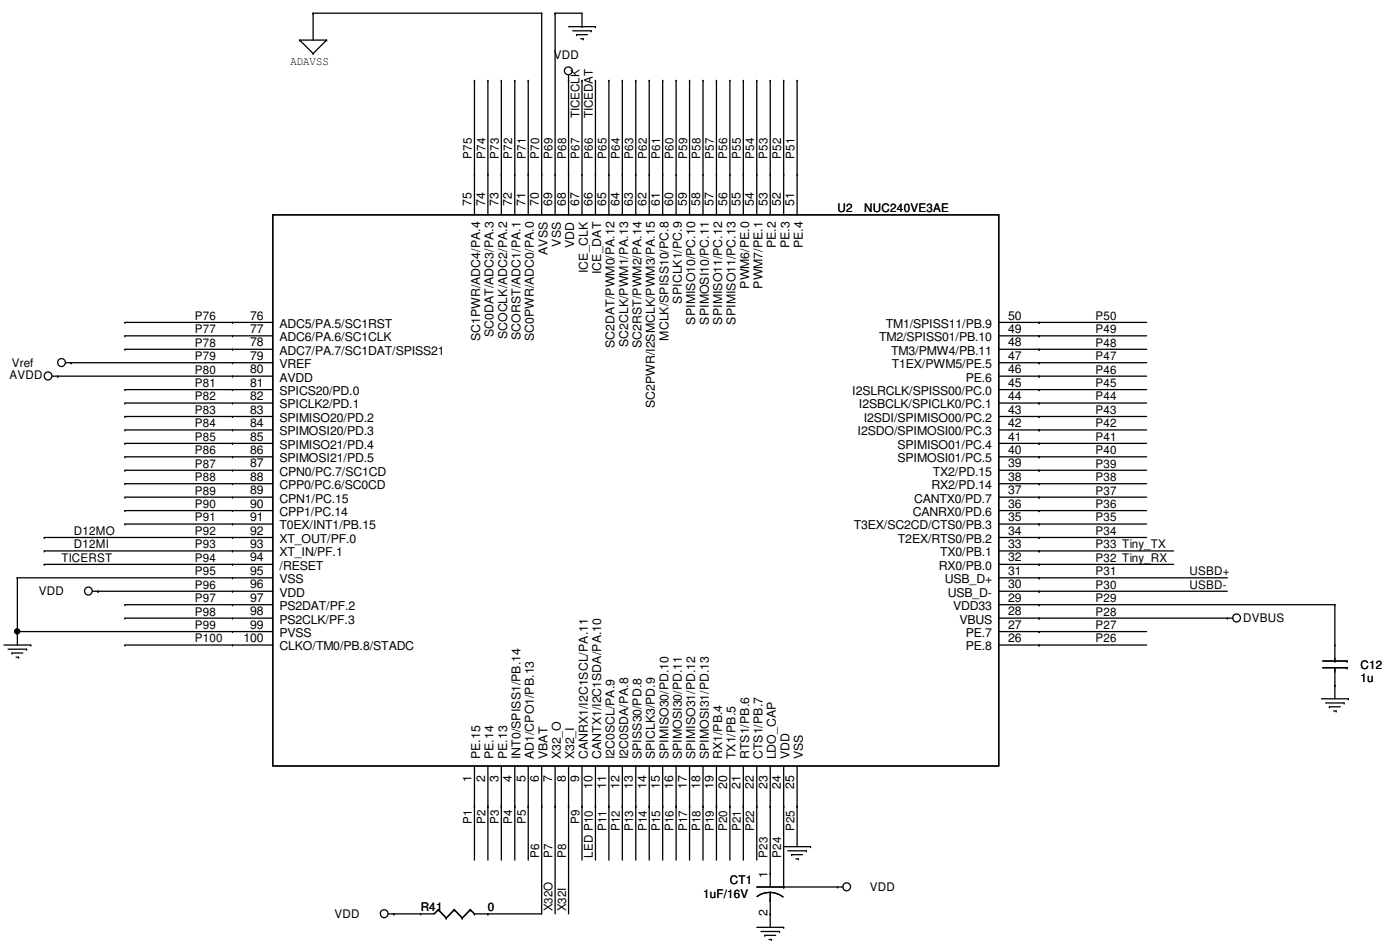 ADAVSS
VDD
TICECLK
TICEDAT
P75 P74 P73 P72 P71 P70 P69 P68 P67 P66 P65 P64 P63 P62 P61 P60 P59 P58 P57 P56 P55 P54 P53 P52 P51
75 74 73 72 71 70 69 68 67 66 65 64 63 62 61 60 59 58 57 56 55 54 53 52 51
U2 NUC240VE3AE
SC1PWR/ADC4/PA.4
SC0DAT/ADC3/PA.3
SCOCLK/ADC2/PA.2
SCORST/ADC1/PA.1
SC0PWR/ADC0/PA.0
AVSS
VSS
VDD
ICE_CLK
ICE_DAT
SC2DAT/PWM0/PA.12
SC2CLK/PWM1/PA.13
SC2RST/PWM2/PA.14
SC2PWR/I2SMCLK/PWM3/PA.15
MCLK/SPISS10/PC.8
SPICLK1/PC.9
SPIMISO10/PC.10
SPIMOSI10/PC.11
SPIMISO11/PC.12
SPIMOSI11/PC.13
PWM6/PE.0
PWM7/PE.1
PE.2
PE.3
PE.4
P76 76 ADC5/PA.5/SC1RST
P77 77 ADC6/PA.6/SC1CLK
P78 78 ADC7/PA.7/SC1DAT/SPISS21
Vref P79 79 VREF
AVDD P80 80 AVDD
P81 81 SPICS20/PD.0
P82 82 SPICLK2/PD.1
P83 83 SPIMISO20/PD.2
P84 84 SPIMOSI20/PD.3
P85 85 SPIMISO21/PD.4
P86 86 SPIMOSI21/PD.5
P87 87 CPN0/PC.7/SC1CD
P88 88 CPP0/PC.6/SC0CD
P89 89 CPN1/PC.15
P90 90 CPP1/PC.14
P91 91 T0EX/INT1/PB.15
D12MO P92 92 XT_OUT/PF.0
D12MI P93 93 XT_IN/PF.1
TICERST P94 94 /RESET
P95 95 VSS
VDD P96 96 VDD
P97 97 PS2DAT/PF.2
P98 98 PS2CLK/PF.3
P99 99 PVSS
P100 100 CLKO/TM0/PB.8/STADC
TM1/SPISS11/PB.9 50 P50
TM2/SPISS01/PB.10 49 P49
TM3/PMW4/PB.11 48 P48
T1EX/PWM5/PE.5 47 P47
PE.6 46 P46
I2SLRCLK/SPISS00/PC.0 45 P45
I2SBCLK/SPICLK0/PC.1 44 P44
I2SDI/SPIMISO00/PC.2 43 P43
I2SDO/SPIMOSI00/PC.3 42 P42
SPIMISO01/PC.4 41 P41
SPIMOSI01/PC.5 40 P40
TX2/PD.15 39 P39
RX2/PD.14 38 P38
CANTX0/PD.7 37 P37
CANRX0/PD.6 36 P36
T3EX/SC2CD/CTS0/PB.3 35 P35
T2EX/RTS0/PB.2 34 P34
TX0/PB.1 33 P33 Tiny_TX
RX0/PB.0 32 P32 Tiny_RX
USB_D+ 31 P31 USBD+
USB_D- 30 P30 USBD-
VDD33 29 P29
VBUS 28 P28 DVBUS
PE.7 27 P27
PE.8 26 P26
C12
1u
PE.15
PE.14
PE.13
INT0/SPISS1/PB.14
AD1/CPO1/PB.13
VBAT
X32_O
X32_I
CANRX1/I2C1SCL/PA.11
CANTX1/I2C1SDA/PA.10
I2C0SCL/PA.9
I2C0SDA/PA.8
SPISS30/PD.8
SPICLK3/PD.9
SPIMISO30/PD.10
SPIMOSI30/PD.11
SPIMISO31/PD.12
SPIMOSI31/PD.13
RX1/PB.4
TX1/PB.5
RTS1/PB.6
CTS1/PB.7
LDO_CAP
VDD
VSS
1 2 3 4 5 6 7 8 9 10 11 12 13 14 15 16 17 18 19 20 21 22 23 24 25
P1 P2 P3 P4 P5 P6 P7 P8 P9 P10 P11 P12 P13 P14 P15 P16 P17 P18 P19 P20 P21 P22 P23 P24 P25
LED
X32O
X32I
CT1
1uF/16V
1
2
VDD
VDD
R41 0